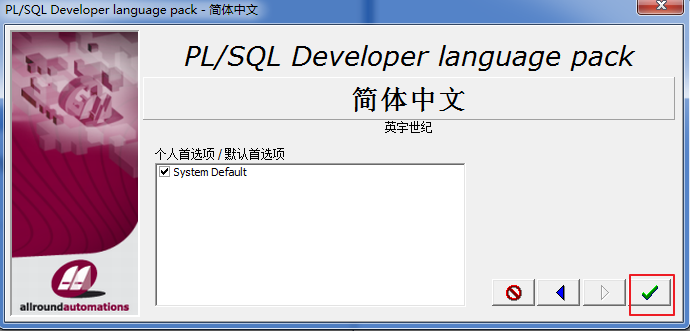 PL/SQL Developer language pack - 简体中文
PL/SQL Developer language pack
简体中文
英宇世纪
个人首选项 / 默认首选项
System Default
allroundautomations